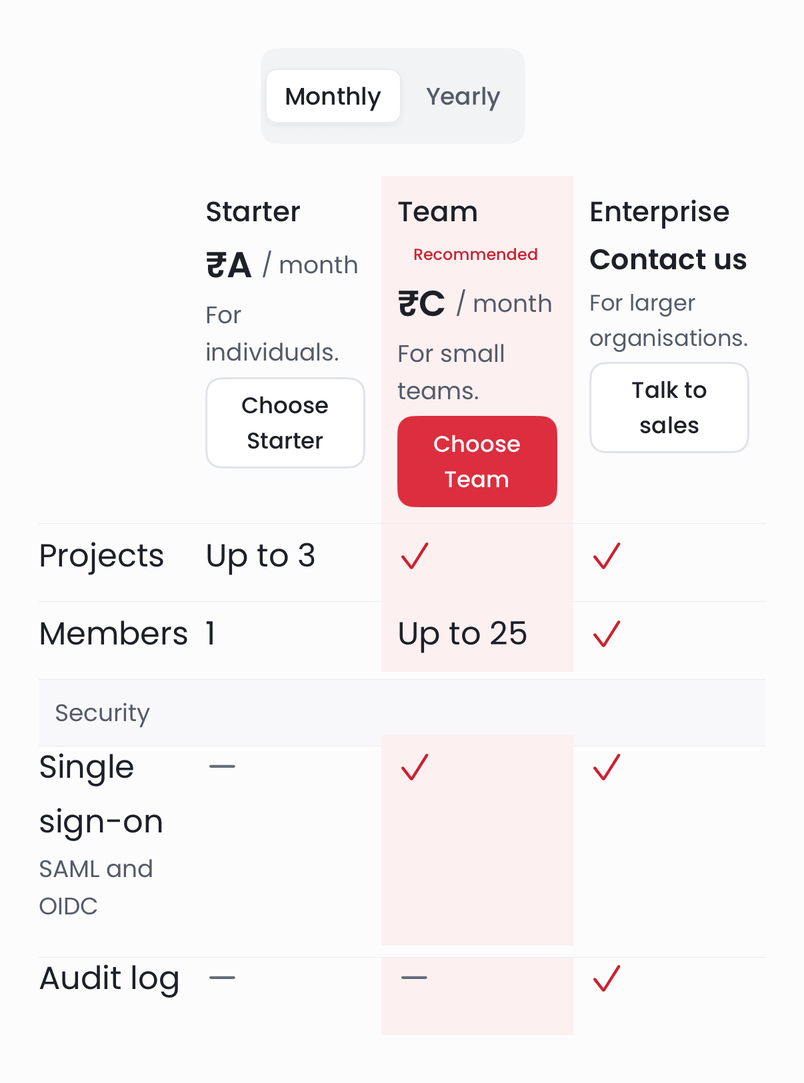 Monthly Yearly
Starter
₹A / month
For
individuals.
Choose
Starter
Team
Recommended
₹C / month
For small
teams.
Choose
Team
Enterprise
Contact us
For larger
organisations.
Talk to
sales
Projects Up to 3
Members 1 Up to 25
Security
Single
sign-on
SAML and
OIDC
Audit log